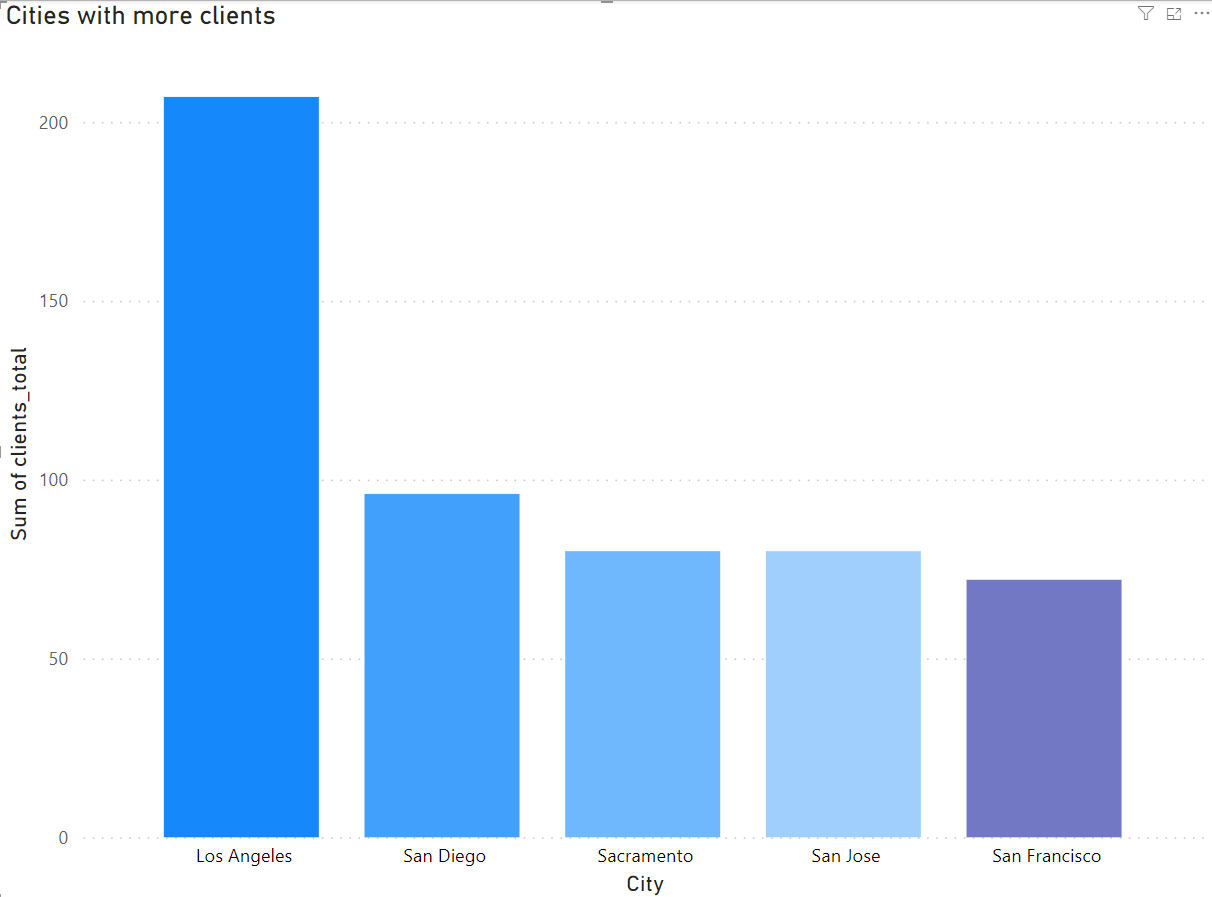 Cities with more clients
200
150
100
50
0
Sum of clients_total
Los Angeles San Diego Sacramento San Jose San Francisco
City